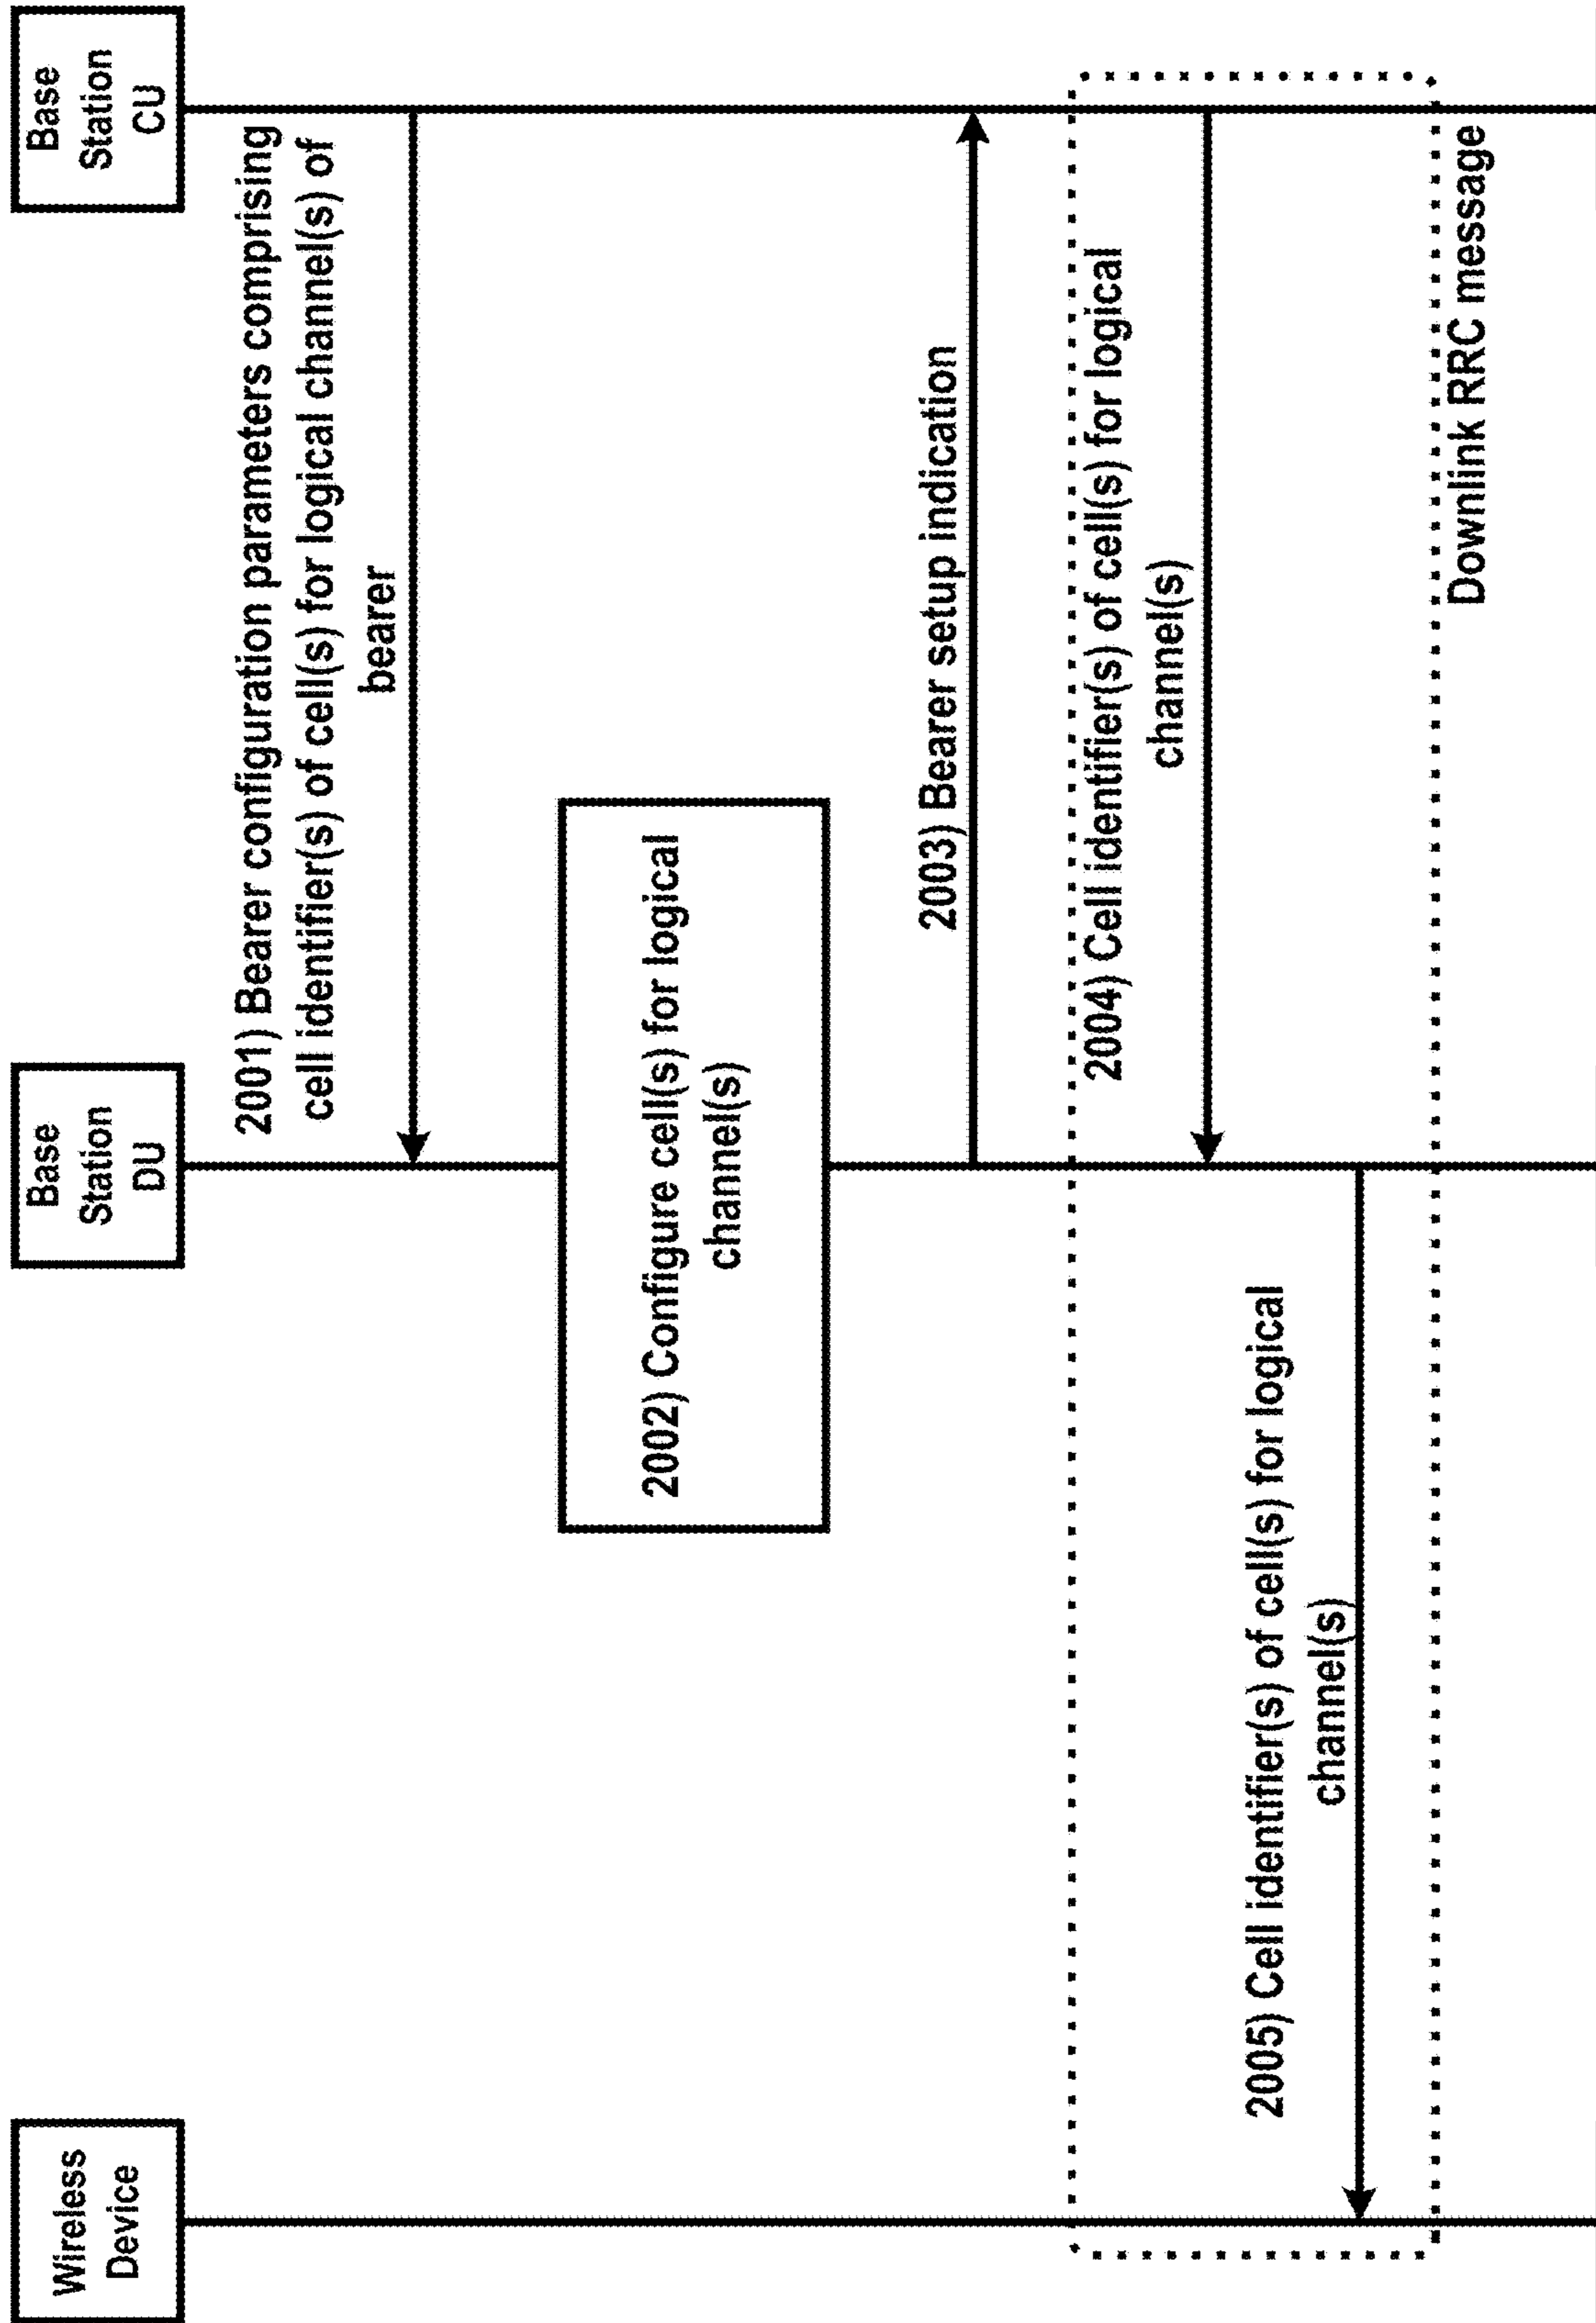 Wireless
Device
Base
Station
DU
Base
Station
CU
2001) Bearer configuration parameters comprising
cell identifier(s) of cell(s) for logical channel(s) of
bearer
2002) Configure cell(s) for logical
channel(s)
2003) Bearer setup indication
2004) Cell identifier(s) of cell(s) for logical
channel(s)
2005) Cell identifier(s) of cell(s) for logical
channel(s)
Downlink RRC message